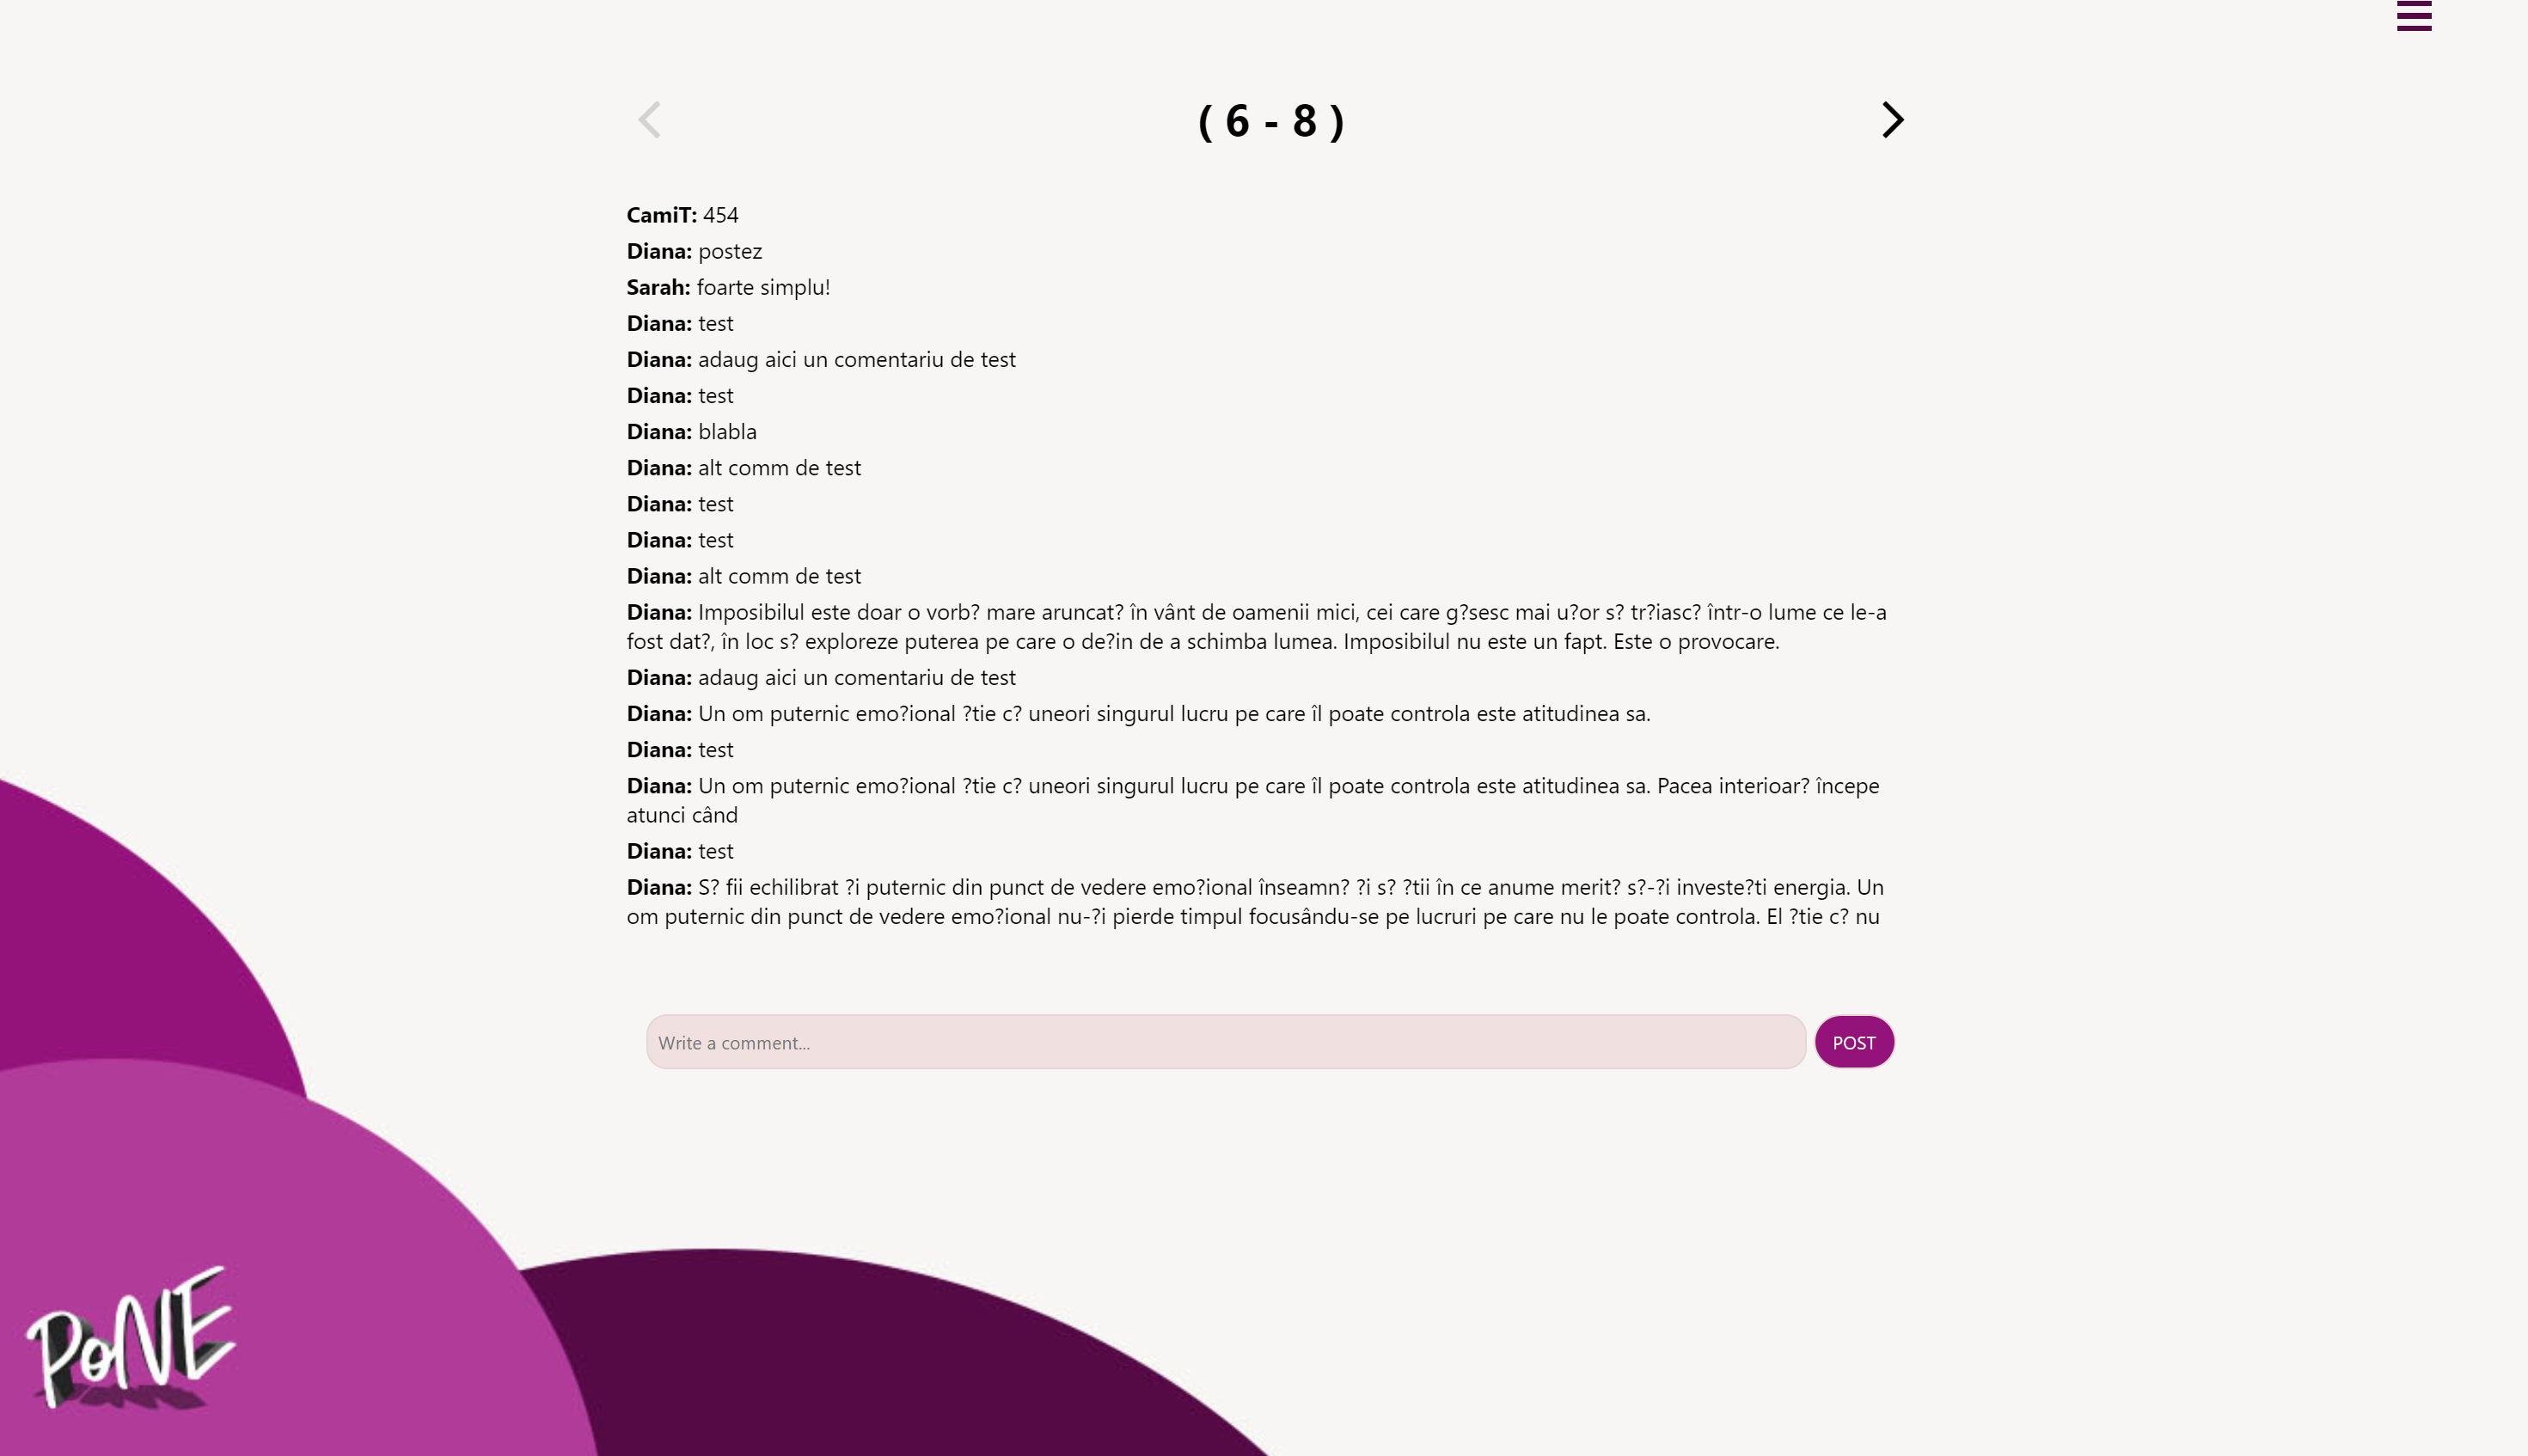 ( 6 - 8 )
CamiT: 454
Diana: postez
Sarah: foarte simplu!
Diana: test
Diana: adaug aici un comentariu de test
Diana: test
Diana: blabla
Diana: alt comm de test
Diana: test
Diana: test
Diana: alt comm de test
Diana: Imposibilul este doar o vorb? mare aruncat? în vânt de oamenii mici, cei care g?sesc mai u?or s? tr?iasc? într-o lume ce le-a
fost dat?, în loc s? exploreze puterea pe care o de?in de a schimba lumea. Imposibilul nu este un fapt. Este o provocare.
Diana: adaug aici un comentariu de test
Diana: Un om puternic emo?ional ?tie c? uneori singurul lucru pe care îl poate controla este atitudinea sa.
Diana: test
Diana: Un om puternic emo?ional ?tie c? uneori singurul lucru pe care îl poate controla este atitudinea sa. Pacea interioar? începe
atunci când
Diana: test
Diana: S? fii echilibrat ?i puternic din punct de vedere emo?ional înseamn? ?i s? ?tii în ce anume merit? s?-?i investe?ti energia. Un
om puternic din punct de vedere emo?ional nu-?i pierde timpul focusându-se pe lucruri pe care nu le poate controla. El ?tie c? nu
Write a comment...
POST
PoNE